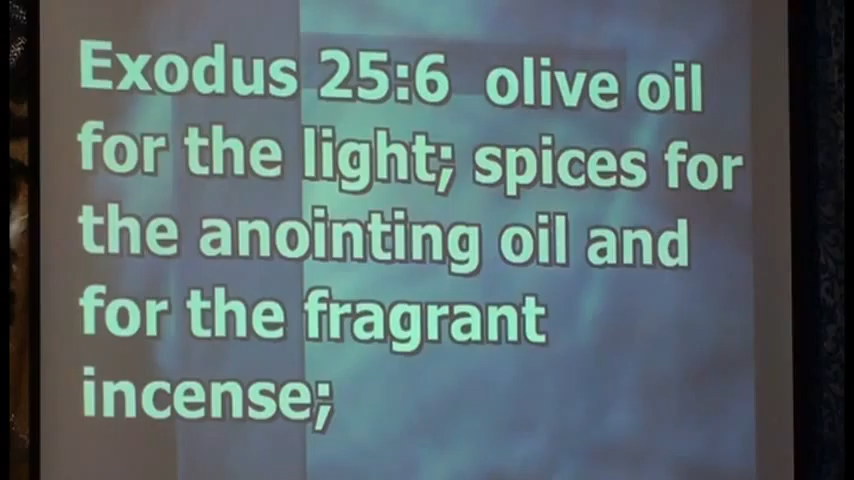 Exodus 25:6 olive oil
for the light; spices for
the anointing oil and
for the fragrant
incense;